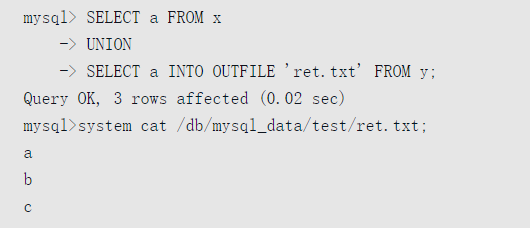 mysql> SELECT a FROM x
-> UNION
-> SELECT a INTO OUTFILE 'ret.txt' FROM y;
Query OK, 3 rows affected (0.02 sec)
mysql>system cat /db/mysql_data/test/ret.txt;
a
b
c